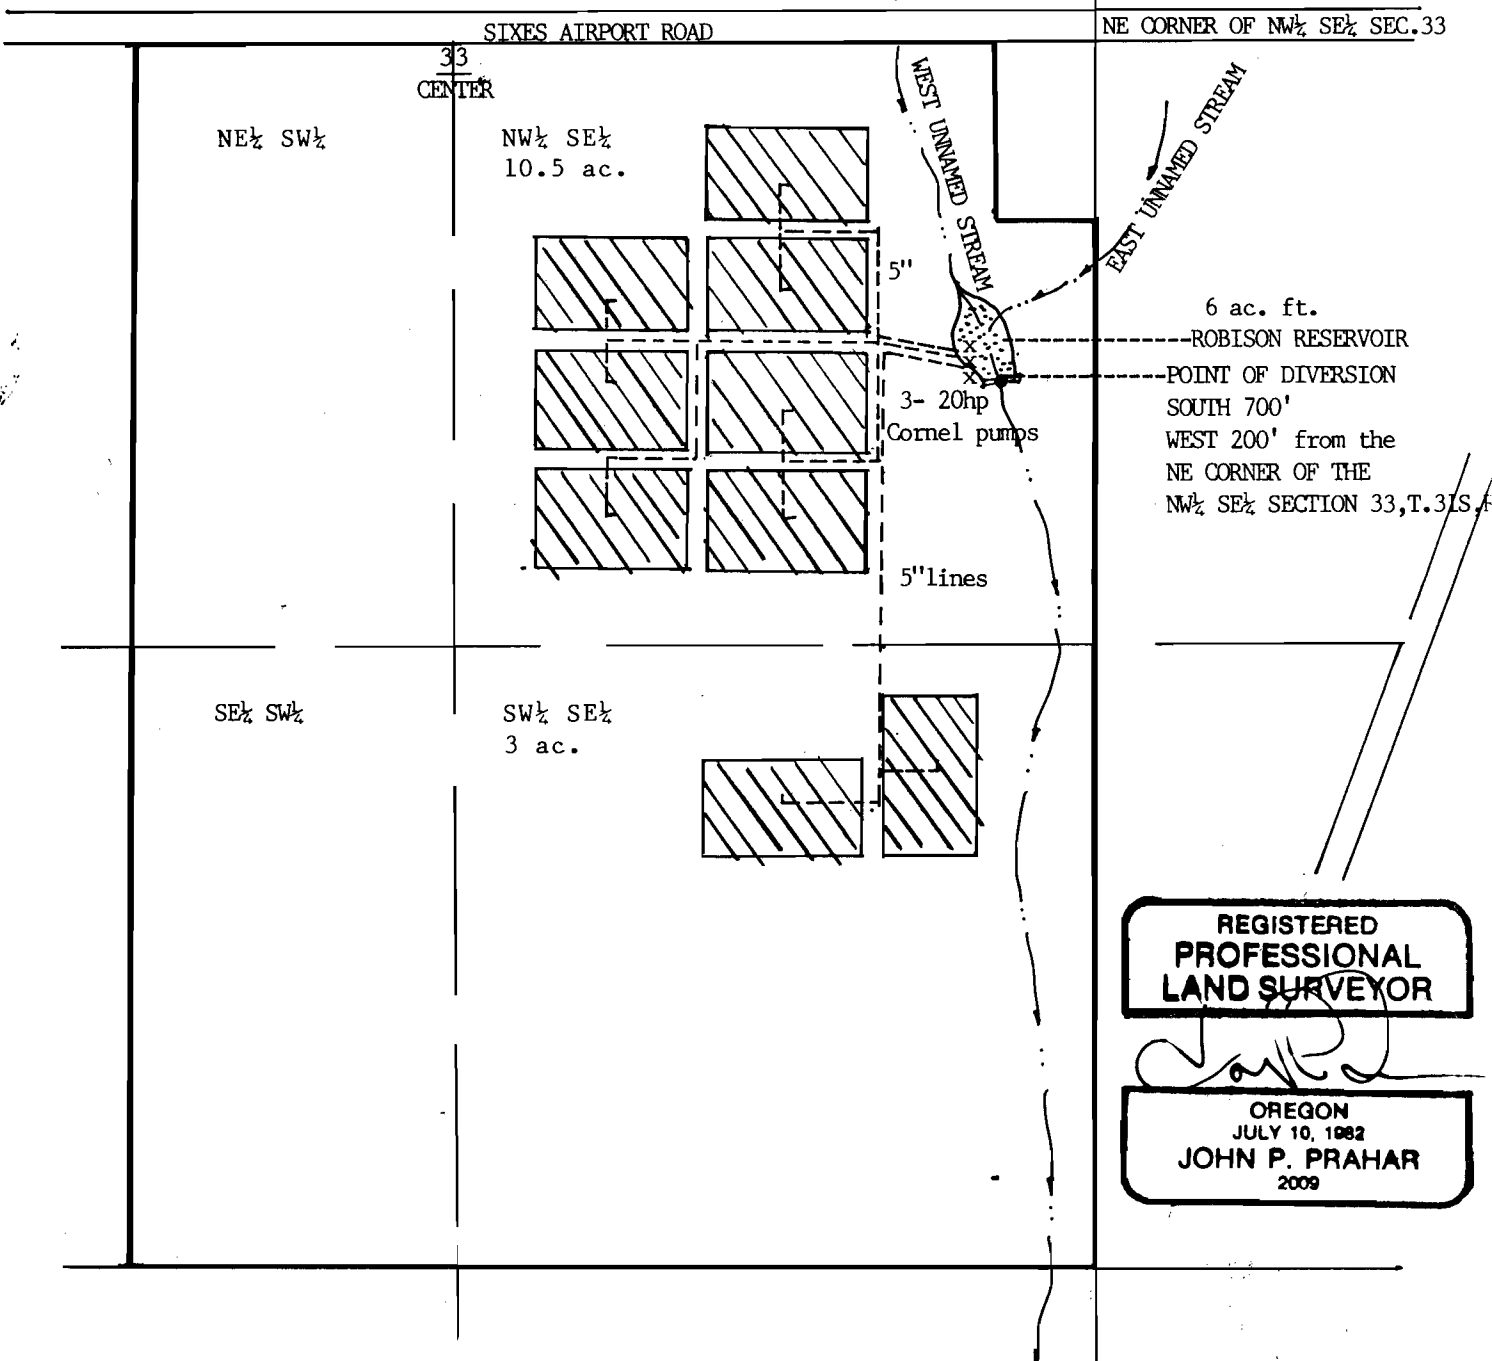 SIXES AIRPORT ROAD
NE CORNER OF NW¼ SE¼ SEC.33
33
CENTER
NE¼ SW¼
NW¼ SE¼
10.5 ac.
WEST UNNAMED STREAM
EAST UNNAMED STREAM
5"
6 ac. ft.
ROBISON RESERVOIR
POINT OF DIVERSION
SOUTH 700'
WEST 200' from the
NE CORNER OF THE
NW¼ SE¼ SECTION 33,T.31S,
X
X
X
3- 20hp
Cornel pumps
5"lines
SE¼ SW¼
SW¼ SE¼
3 ac.
REGISTERED
PROFESSIONAL
LAND SURVEYOR
OREGON
JULY 10, 1982
JOHN P. PRAHAR
2009